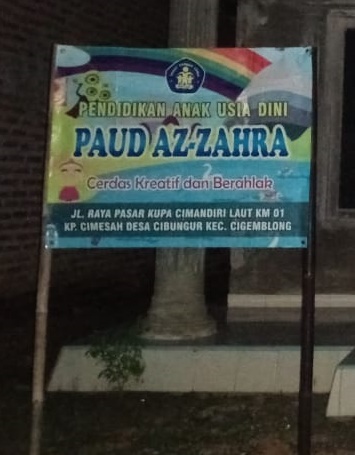 PENDIDIKAN ANAK USIA DINI
PAUD AZ-ZAHRA
Cerdas Kreatif dan Berahlak
JL. RAYA PASAR KUPA CIMANDIRI LAUT KM 01
KP. CIMESAH DESA CIBUNGUR KEC. CIGEMBLONG